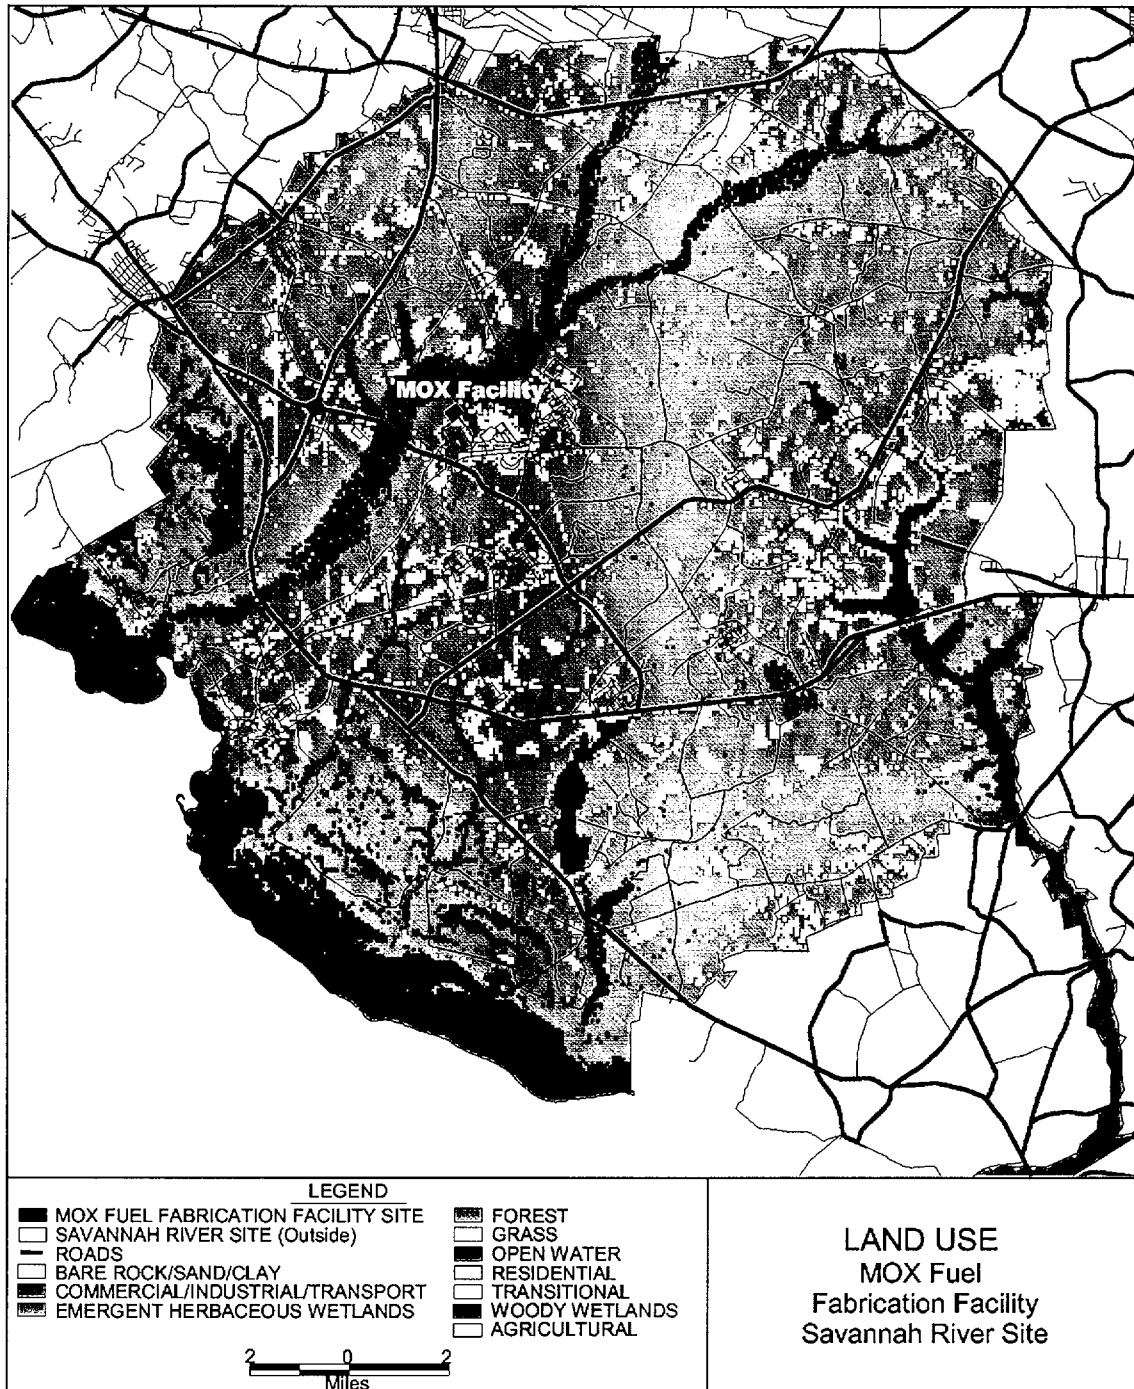 MOX Facility
LEGEND
MOX FUEL FABRICATION FACILITY SITE
SAVANNAH RIVER SITE (Outside)
ROADS
BARE ROCK/SAND/CLAY
COMMERCIAL/INDUSTRIAL/TRANSPORT
EMERGENT HERBACEOUS WETLANDS
FOREST
GRASS
OPEN WATER
RESIDENTIAL
TRANSITIONAL
WOODY WETLANDS
AGRICULTURAL
2 0 2
Miles
LAND USE
MOX Fuel
Fabrication Facility
Savannah River Site